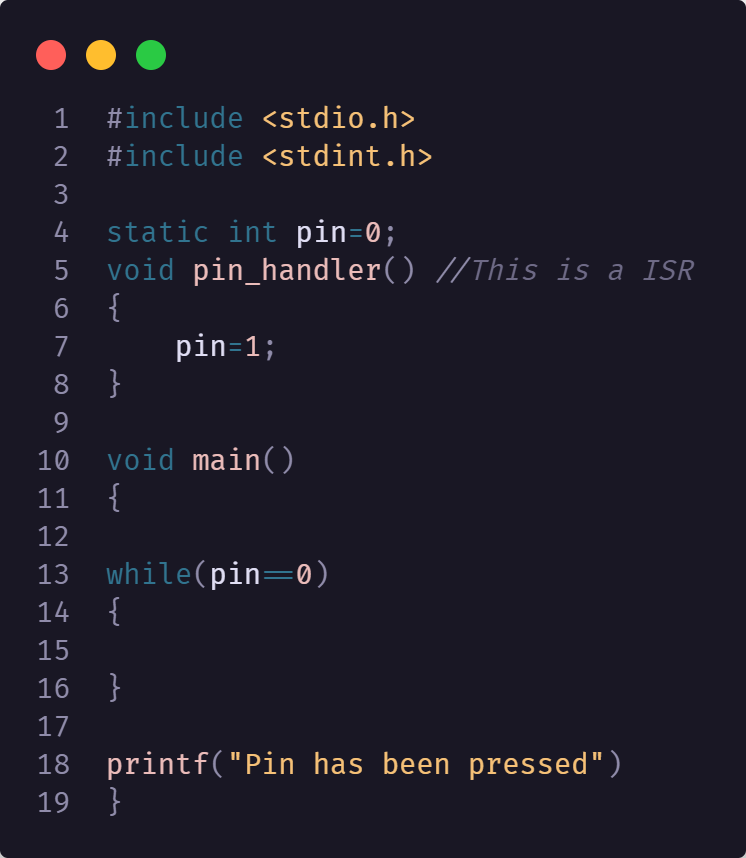 1 #include <stdio.h>
2 #include <stdint.h>
3
4 static int pin=0;
5 void pin_handler() //This is a ISR
6 {
7     pin=1;
8 }
9
10 void main()
11 {
12
13 while(pin==0)
14 {
15
16 }
17
18 printf("Pin has been pressed")
19 }